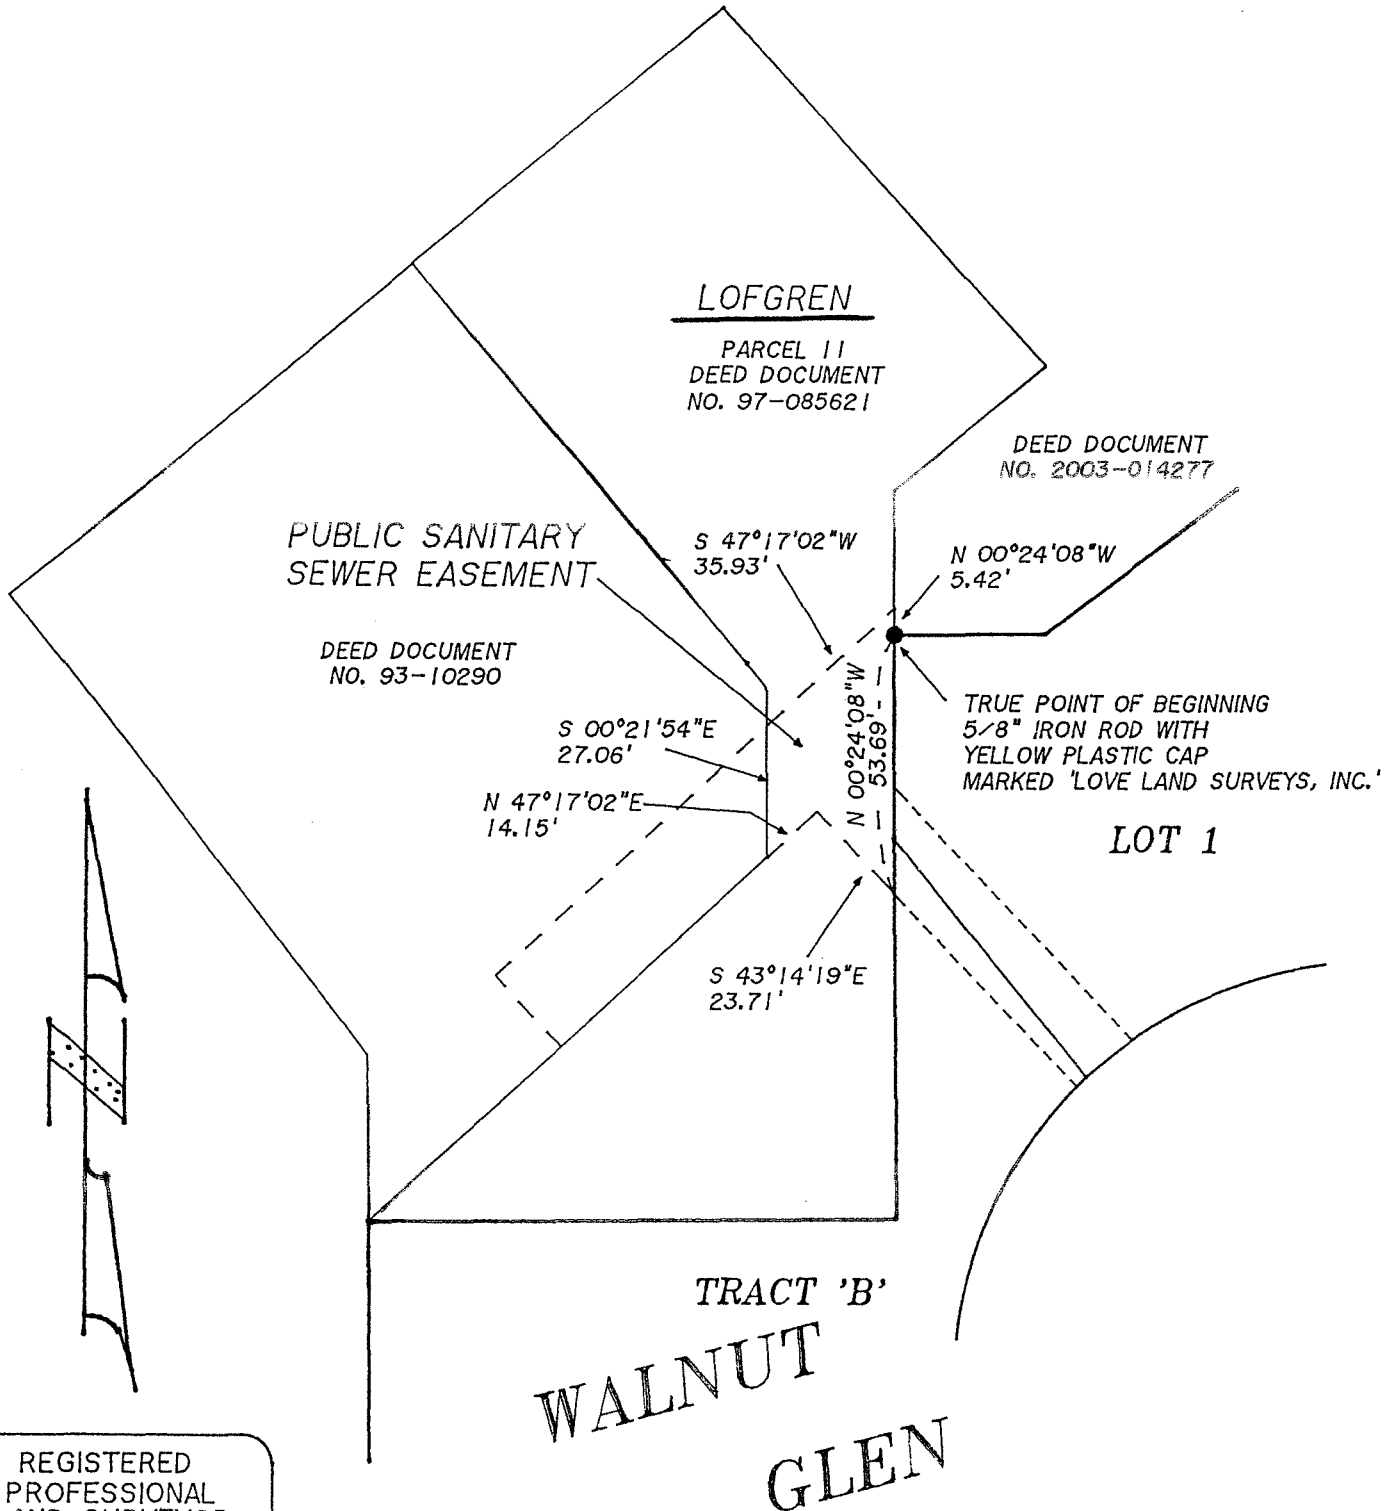 LOFGREN
PARCEL II
DEED DOCUMENT
NO. 97-085621
DEED DOCUMENT
NO. 2003-014277
PUBLIC SANITARY
SEWER EASEMENT
S 47°17'02"W
35.93'
N 00°24'08"W
5.42'
DEED DOCUMENT
NO. 93-10290
TRUE POINT OF BEGINNING
5/8" IRON ROD WITH
YELLOW PLASTIC CAP
MARKED 'LOVE LAND SURVEYS, INC.'
N 00°24'08"W
53.69'
S 00°21'54"E
27.06'
N 47°17'02"E
14.15'
LOT 1
S 43°14'19"E
23.71'
TRACT 'B'
WALNUT
GLEN
REGISTERED
PROFESSIONAL